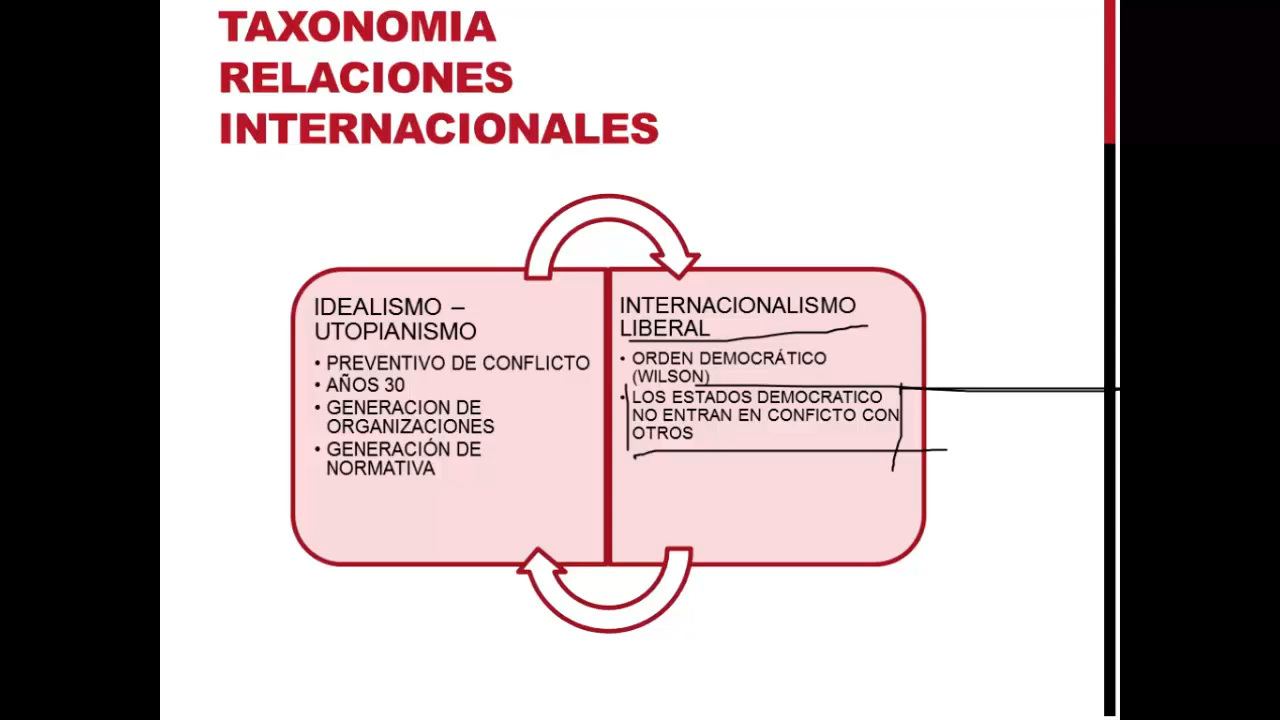 TAXONOMIA
RELACIONES
INTERNACIONALES
IDEALISMO –
UTOPIANISMO
• PREVENTIVO DE CONFLICTO
• AÑOS 30
• GENERACION DE
ORGANIZACIONES
• GENERACIÓN DE
NORMATIVA
INTERNACIONALISMO
LIBERAL
• ORDEN DEMOCRÁTICO
(WILSON)
• LOS ESTADOS DEMOCRATICO
NO ENTRAN EN CONFICTO CON
OTROS